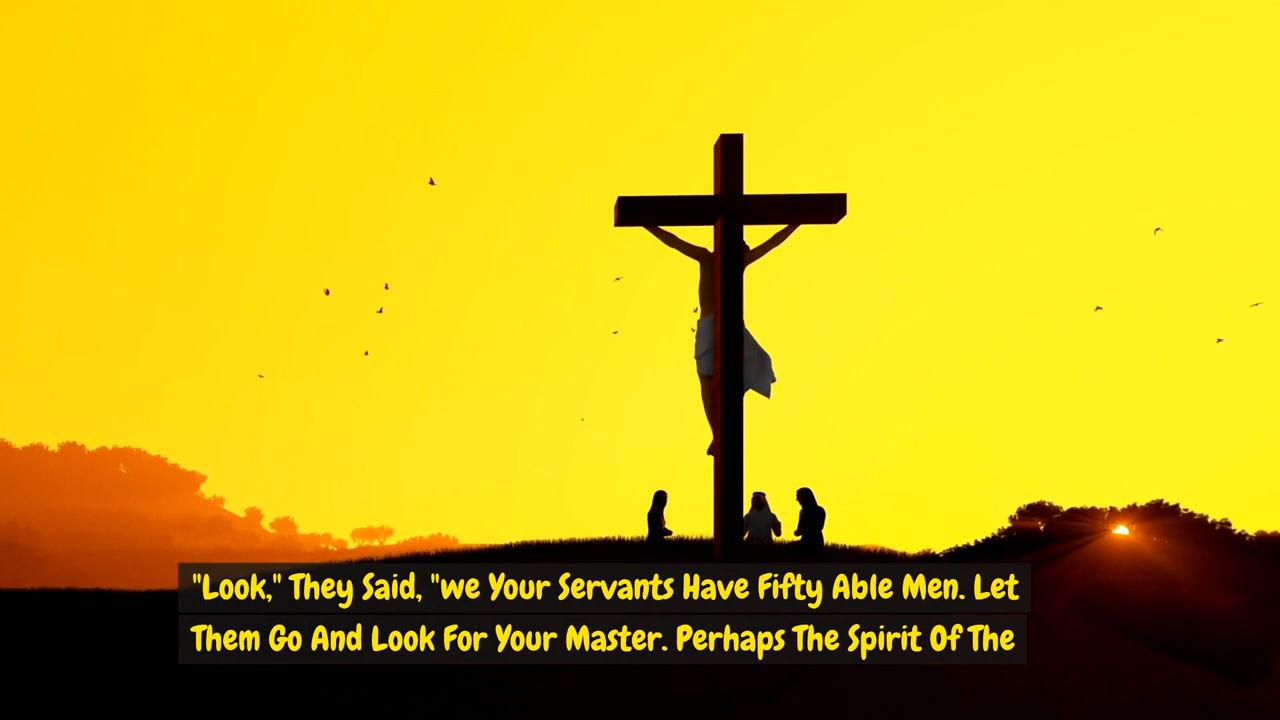 "Look," They Said, "we Your Servants Have Fifty Able Men. Let
Them Go And Look For Your Master. Perhaps The Spirit Of The